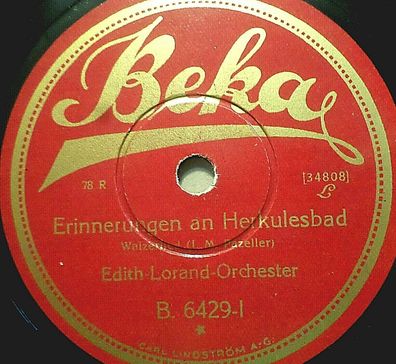 Beka
78 R
[34808]
L
Erinnerungen an Herkulesbad
(I. M.
Edith-Lorand-Orchester
B. 6429-I
*
CARL LINDSTRÖM A.-G.